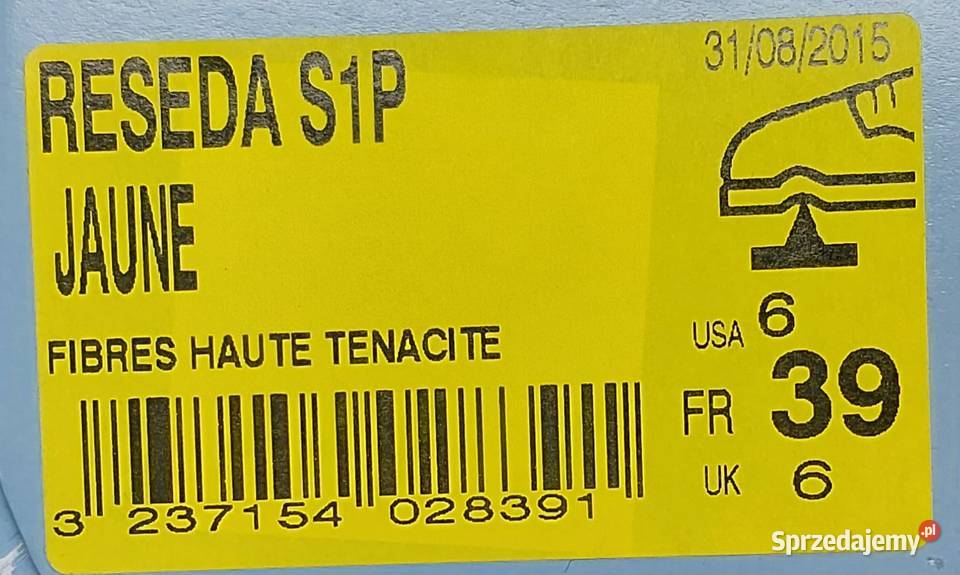 31/08/2015
RESEDA S1P
JAUNE
FIBRES HAUTE TENACITE
USA 6
FR 39
UK 6
3 237154 028391
Sprzedajemy.pl